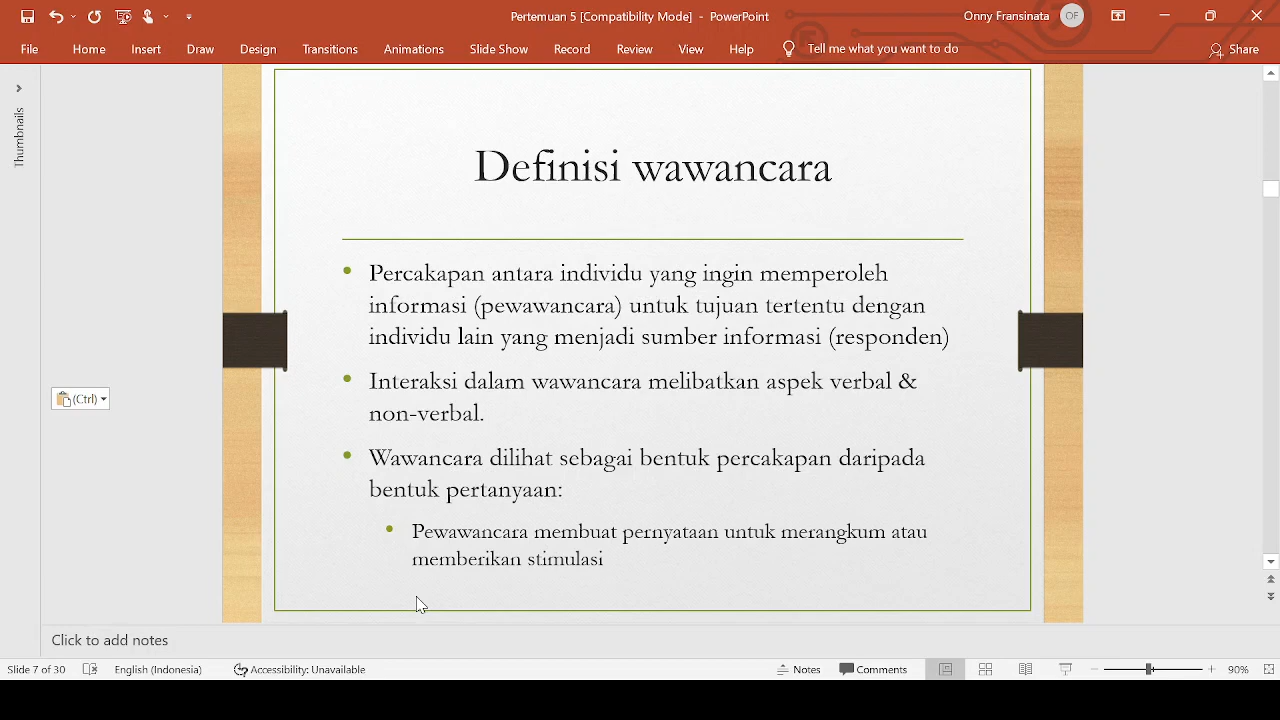 Pertemuan 5 [Compatibility Mode] - PowerPoint
Onny Fransinata
OF
File Home Insert Draw Design Transitions Animations Slide Show Record Review View Help Tell me what you want to do Share
Thumbnails
Definisi wawancara
Percakapan antara individu yang ingin memperoleh
informasi (pewawancara) untuk tujuan tertentu dengan
individu lain yang menjadi sumber informasi (responden)
Interaksi dalam wawancara melibatkan aspek verbal &
non-verbal.
(Ctrl)
Wawancara dilihat sebagai bentuk percakapan daripada
bentuk pertanyaan:
Pewawancara membuat pernyataan untuk merangkum atau
memberikan stimulasi
Click to add notes
Slide 7 of 30 English (Indonesia) Accessibility: Unavailable Notes Comments 90%